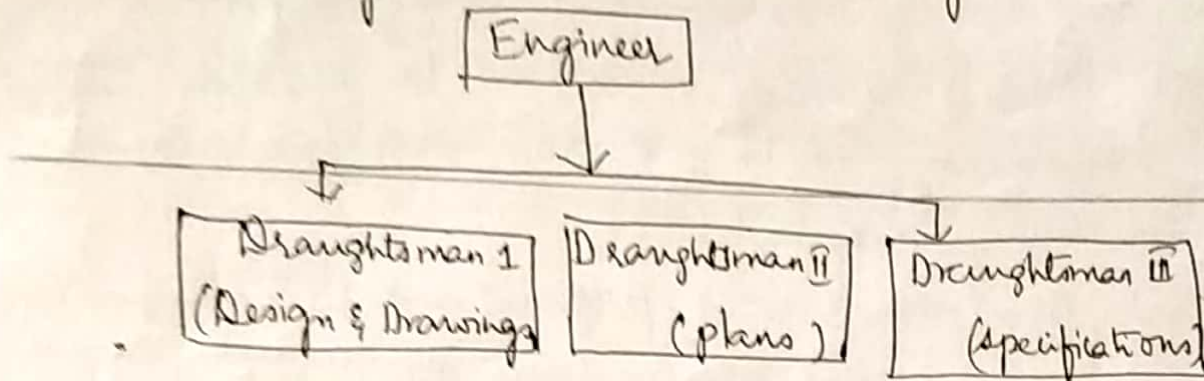 Engineer
Draughtsman 1
(Design & Drawings
Draughtsman II
(plans)
Draughtsman III
(specifications)